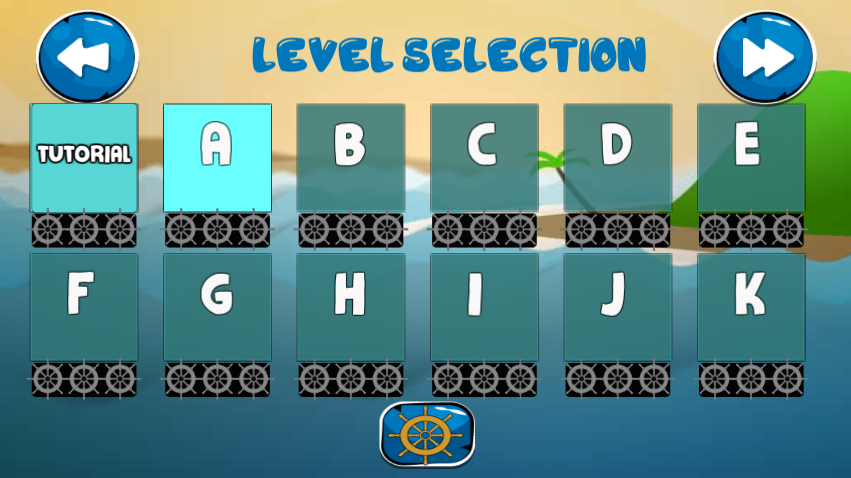 LEVEL SELECTION
TUTORIAL A B C D E
F G H I J K